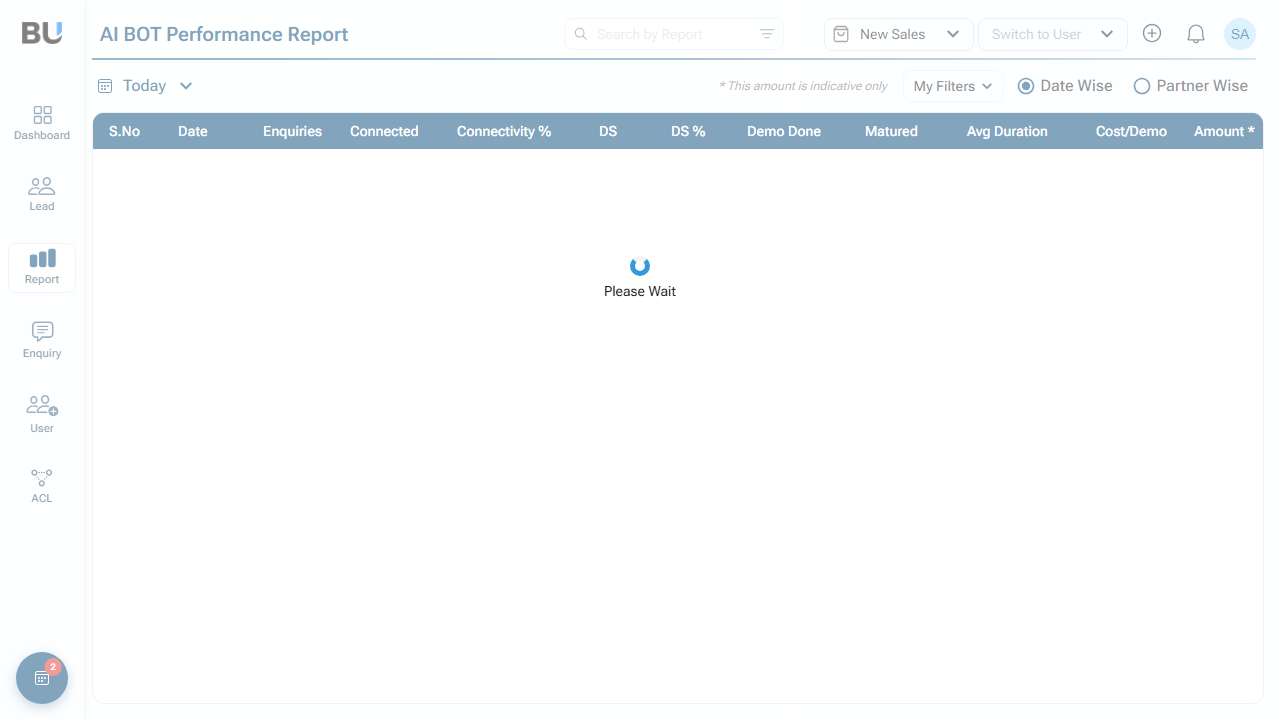 BU
AI BOT Performance Report
Search by Report
New Sales
Switch to User
SA
Today
* This amount is indicative only
My Filters
Date Wise
Partner Wise
S.No Date Enquiries Connected Connectivity % DS DS % Demo Done Matured Avg Duration Cost/Demo Amount *
Please Wait
Dashboard
Lead
Report
Enquiry
User
ACL
2